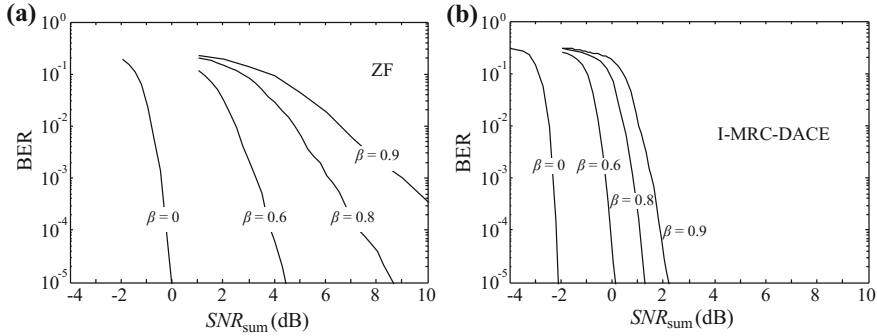 (a)
10^0
10^-1
10^-2
10^-3
10^-4
10^-5
BER
ZF
β = 0.9
β = 0
β = 0.6
β = 0.8
-4 -2 0 2 4 6 8 10
SNR_sum (dB)
(b)
10^0
10^-1
10^-2
10^-3
10^-4
10^-5
BER
I-MRC-DACE
β = 0
β = 0.6
β = 0.8
β = 0.9
-4 -2 0 2 4 6 8 10
SNR_sum (dB)